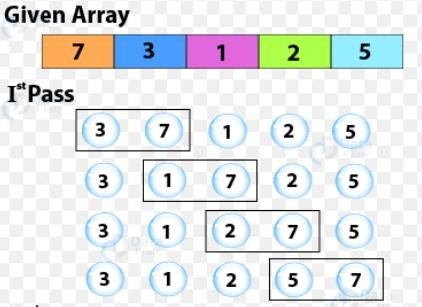 Given Array
7 3 1 2 5
Ist Pass
3 7 1 2 5
3 1 7 2 5
3 1 2 7 5
3 1 2 5 7